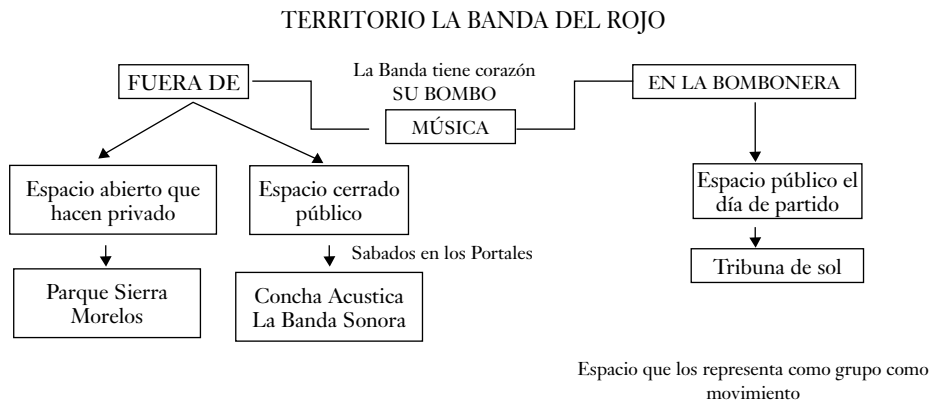 TERRITORIO LA BANDA DEL ROJO
FUERA DE
La Banda tiene corazón
SU BOMBO
MÚSICA
EN LA BOMBONERA
Espacio abierto que
hacen privado
Espacio cerrado
público
Espacio público el
día de partido
Sabados en los Portales
Parque Sierra
Morelos
Concha Acustica
La Banda Sonora
Tribuna de sol
Espacio que los representa como grupo como
movimiento